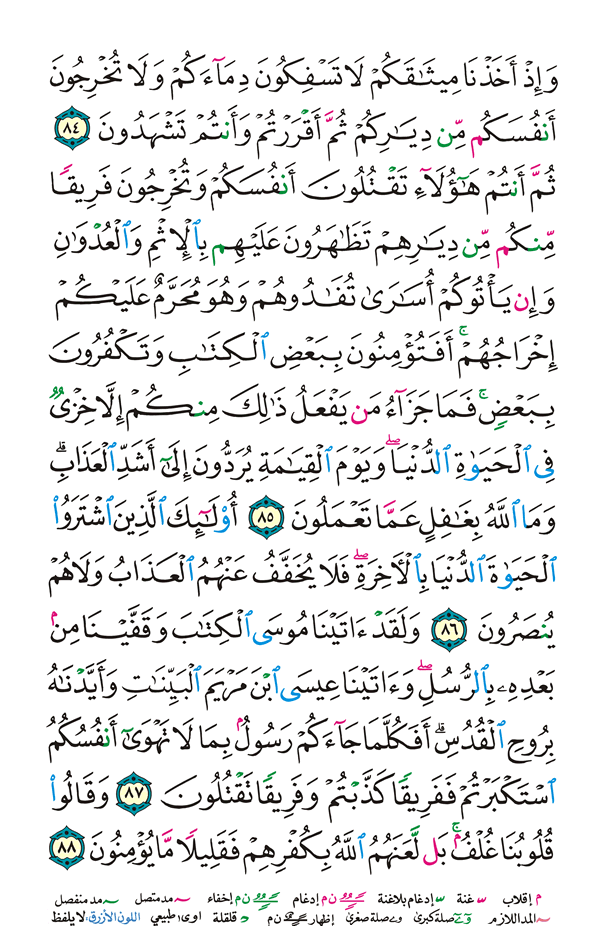 وَإِذْ أَخَذْنَا مِيثَـٰقَكُمْ لَا تَسْفِكُونَ دِمَآءَكُمْ وَلَا تُخْرِجُونَ
أَنفُسَكُم مِّن دِيَـٰرِكُمْ ثُمَّ أَقْرَرْتُمْ وَأَنتُمْ تَشْهَدُونَ ٨٤
ثُمَّ أَنتُمْ هَـٰٓؤُلَآءِ تَقْتُلُونَ أَنفُسَكُمْ وَتُخْرِجُونَ فَرِيقًا
مِّنكُم مِّن دِيَـٰرِهِمْ تَظَـٰهَرُونَ عَلَيْهِم بِٱلْإِثْمِ وَٱلْعُدْوَٰنِ
وَإِن يَأْتُوكُمْ أُسَـٰرَىٰ تُفَـٰدُوهُمْ وَهُوَ مُحَرَّمٌ عَلَيْكُمْ
إِخْرَاجُهُمْ ۚ أَفَتُؤْمِنُونَ بِبَعْضِ ٱلْكِتَـٰبِ وَتَكْفُرُونَ
بِبَعْضٍ ۚ فَمَا جَزَآءُ مَن يَفْعَلُ ذَٰلِكَ مِنكُمْ إِلَّا خِزْىٌ
فِى ٱلْحَيَوٰةِ ٱلدُّنْيَا ۖ وَيَوْمَ ٱلْقِيَـٰمَةِ يُرَدُّونَ إِلَىٰٓ أَشَدِّ ٱلْعَذَابِ ۗ
وَمَا ٱللَّهُ بِغَـٰفِلٍ عَمَّا تَعْمَلُونَ ٨٥ أُو۟لَـٰٓئِكَ ٱلَّذِينَ ٱشْتَرَوُا۟
ٱلْحَيَوٰةَ ٱلدُّنْيَا بِٱلْـَٔاخِرَةِ ۖ فَلَا يُخَفَّفُ عَنْهُمُ ٱلْعَذَابُ وَلَا هُمْ
يُنصَرُونَ ٨٦ وَلَقَدْ ءَاتَيْنَا مُوسَى ٱلْكِتَـٰبَ وَقَفَّيْنَا مِنۢ
بَعْدِهِۦ بِٱلرُّسُلِ ۖ وَءَاتَيْنَا عِيسَى ٱبْنَ مَرْيَمَ ٱلْبَيِّنَـٰتِ وَأَيَّدْنَـٰهُ
بِرُوحِ ٱلْقُدُسِ ۗ أَفَكُلَّمَا جَآءَكُمْ رَسُولٌۢ بِمَا لَا تَهْوَىٰٓ أَنفُسُكُمُ
ٱسْتَكْبَرْتُمْ فَفَرِيقًا كَذَّبْتُمْ وَفَرِيقًا تَقْتُلُونَ ٨٧ وَقَالُوا۟
قُلُوبُنَا غُلْفٌۢ ۚ بَل لَّعَنَهُمُ ٱللَّهُ بِكُفْرِهِمْ فَقَلِيلًا مَّا يُؤْمِنُونَ ٨٨
م إقلاب غنة إدغام بلاغنة ن م إدغام ن م إخفاء مد متصل مد منفصل
المد اللازم صلة كبرى صلة صغرى إظهار ن م قلقلة اوى طبيعي اللون الأزرق: لا يلفظ